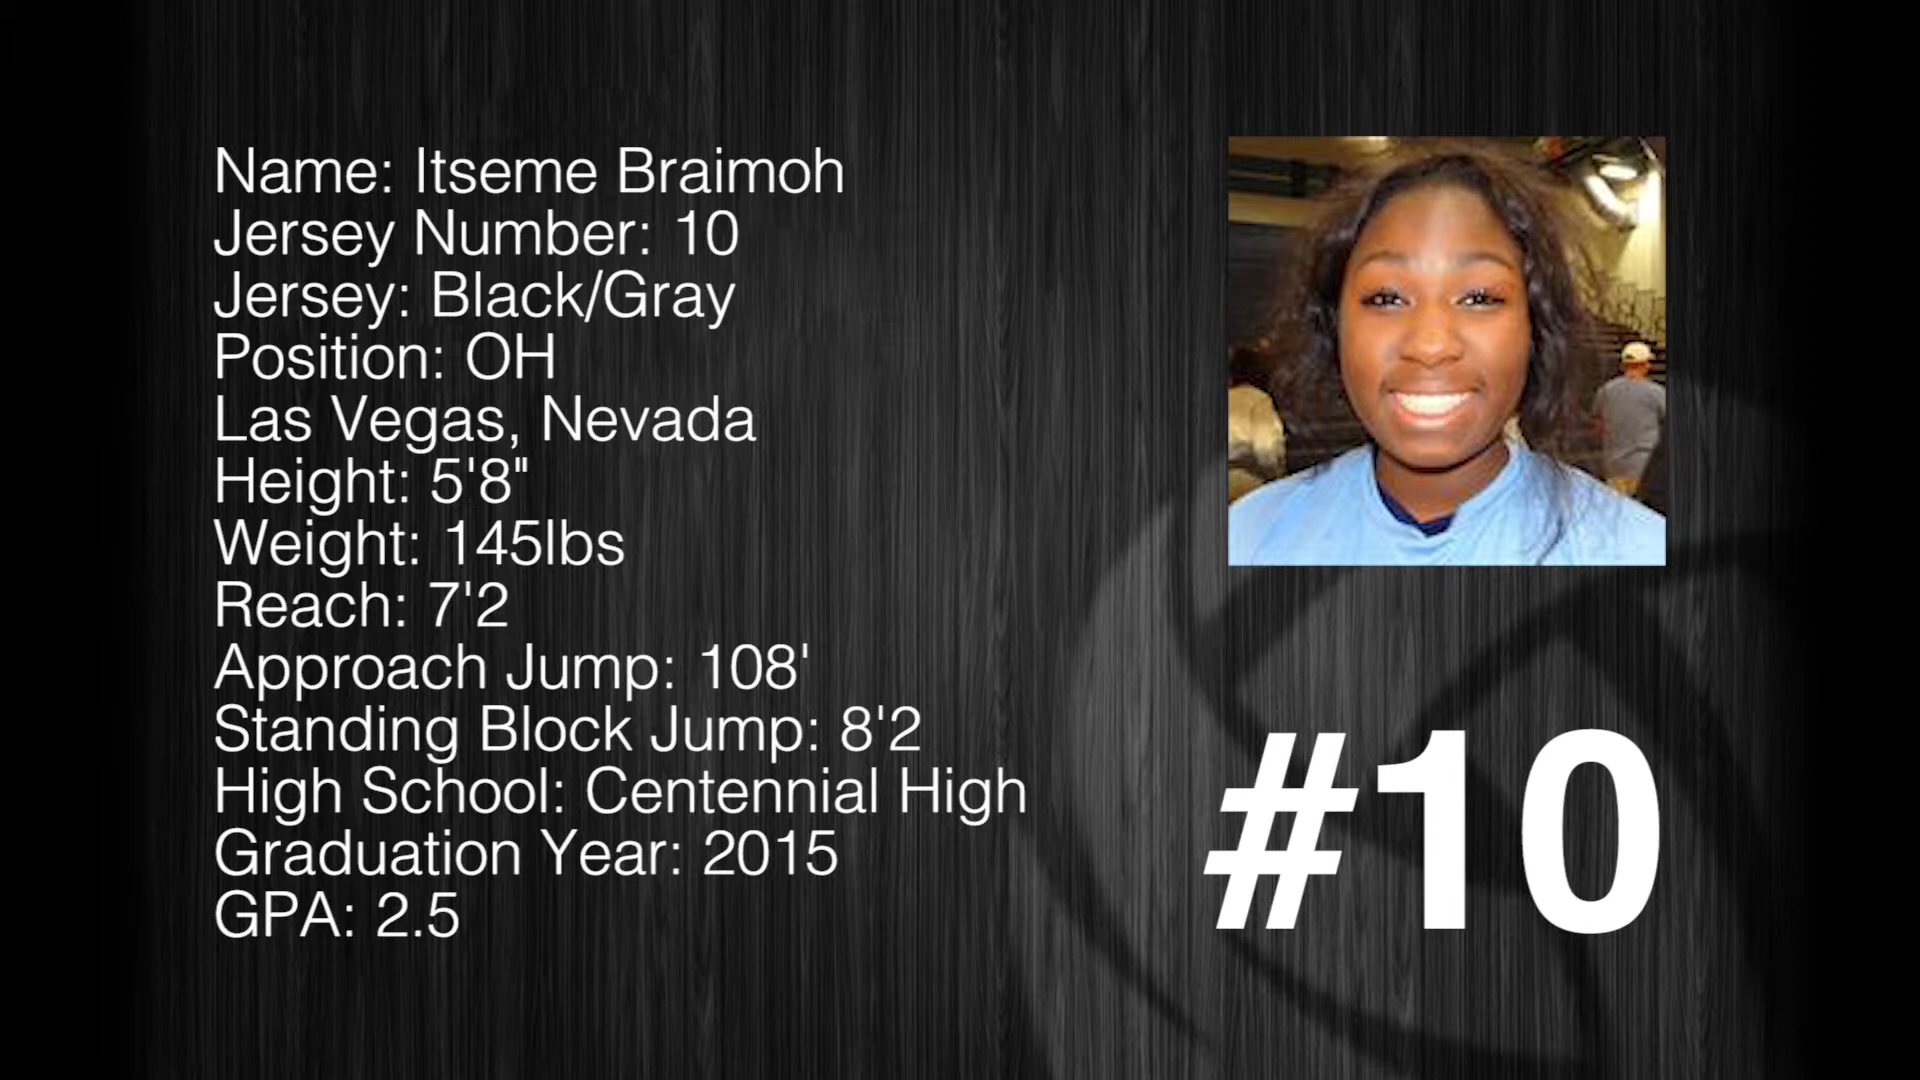 Name: Itseme Braimoh
Jersey Number: 10
Jersey: Black/Gray
Position: OH
Las Vegas, Nevada
Height: 5'8"
Weight: 145lbs
Reach: 7'2
Approach Jump: 108'
Standing Block Jump: 8'2
High School: Centennial High
Graduation Year: 2015
GPA: 2.5
#10